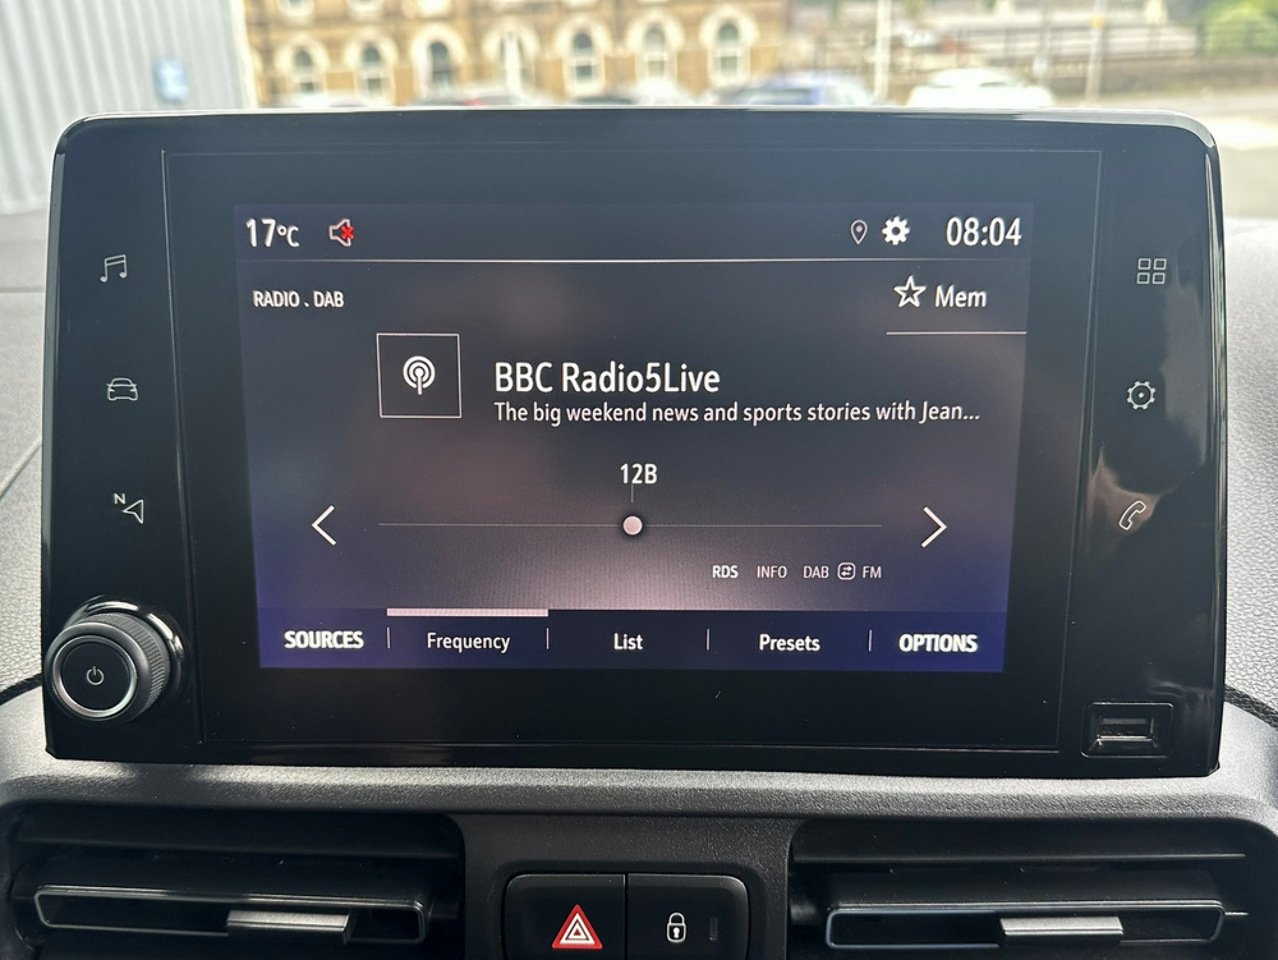 17°C
08:04
RADIO . DAB
Mem
BBC Radio5Live
The big weekend news and sports stories with Jean...
12B
RDS INFO DAB FM
SOURCES Frequency List Presets OPTIONS
N